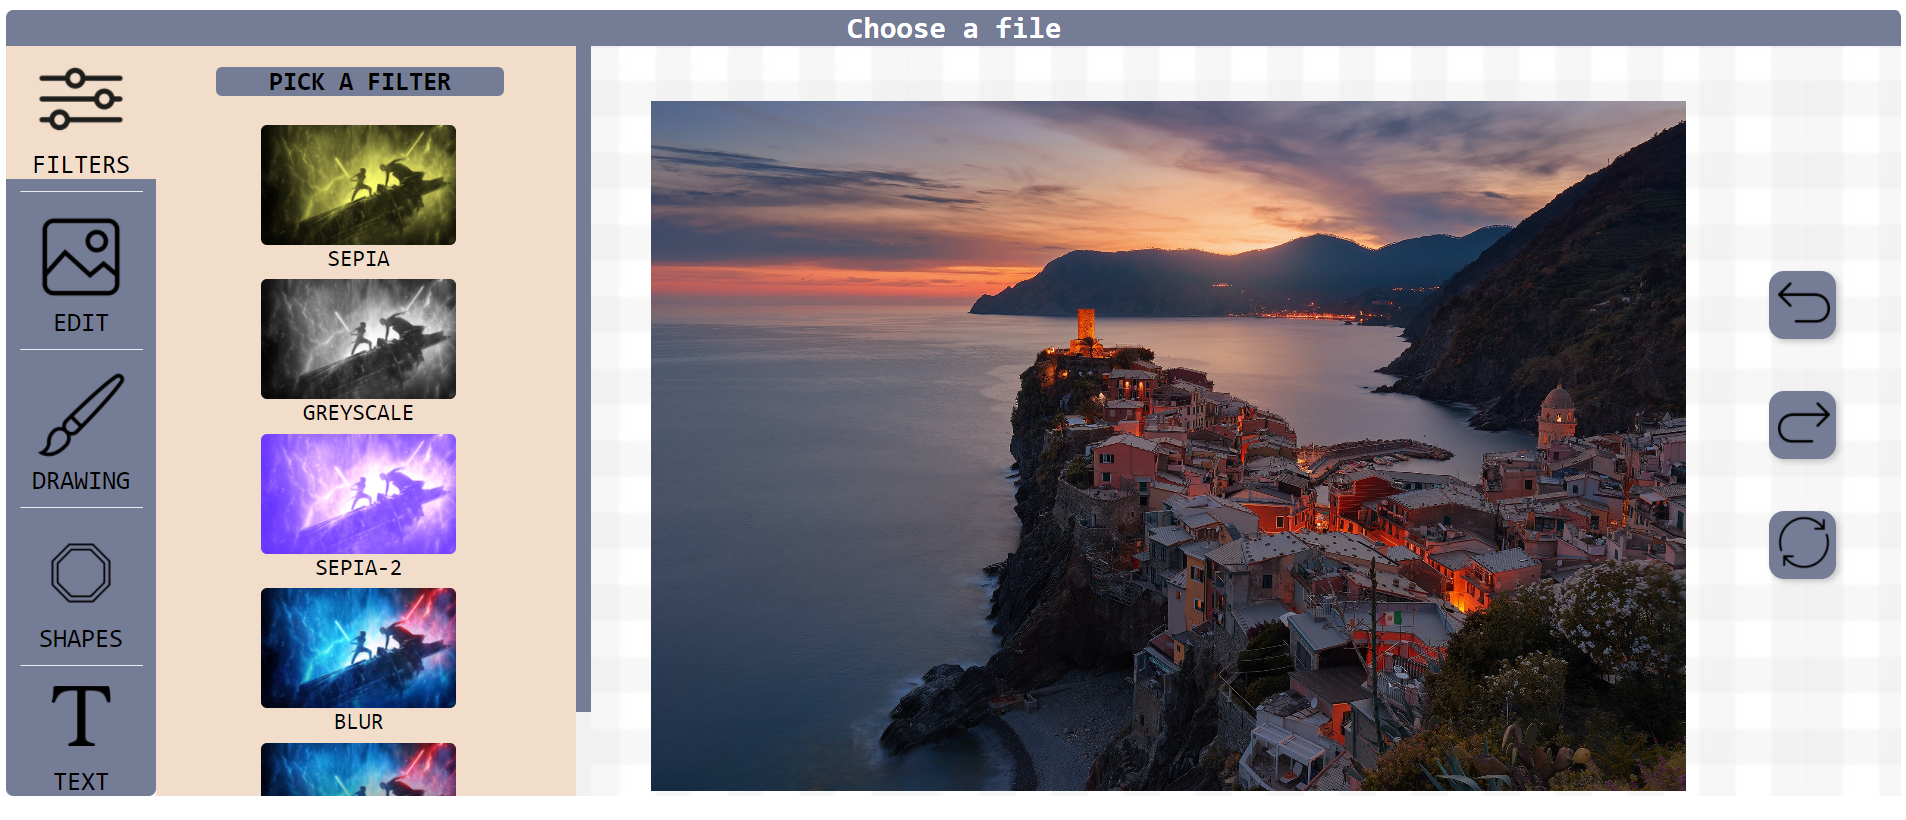 Choose a file
FILTERS
EDIT
DRAWING
SHAPES
TEXT
PICK A FILTER
SEPIA
GREYSCALE
SEPIA-2
BLUR